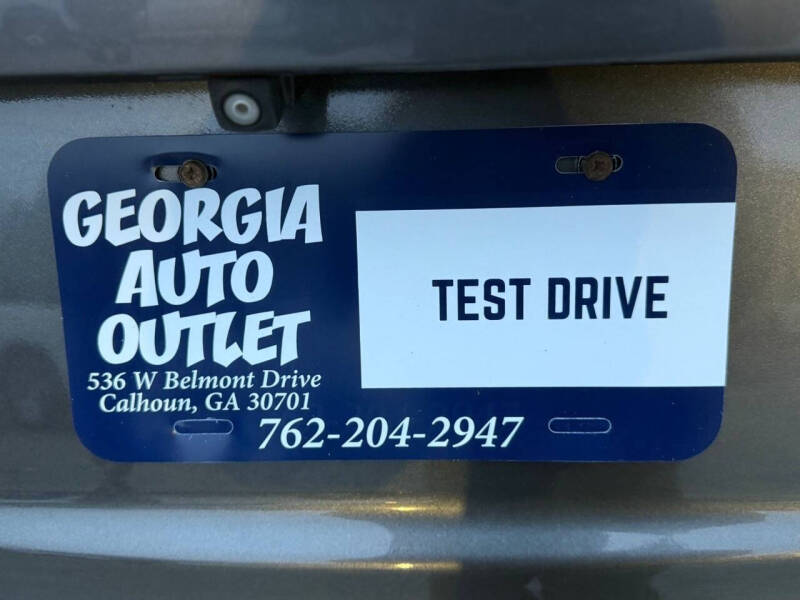 GEORGIA
AUTO
OUTLET
536 W Belmont Drive
Calhoun, GA 30701
762-204-2947
TEST DRIVE